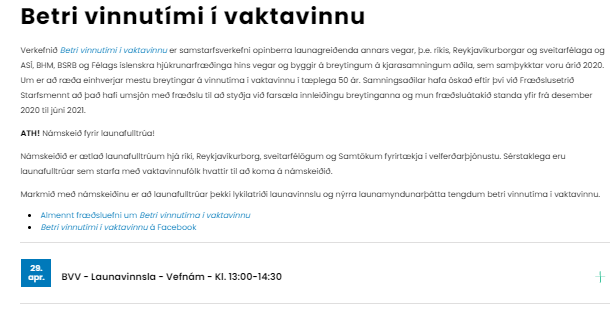 Betri vinnutími í vaktavinnu
Verkefnið Betri vinnutími í vaktavinnu er samstarfsverkefni opinberra launagreiðenda annars vegar, þ.e. ríkis, Reykjavíkurborgar og sveitarfélaga og
ASÍ, BHM, BSRB og Félags íslenskra hjúkrunarfræðinga hins vegar og byggir á breytingum á kjarasamningum aðila, sem samþykktar voru árið 2020.
Um er að ræða einhverjar mestu breytingar á vinnutíma í vaktavinnu í tæplega 50 ár. Samningsaðilar hafa óskað eftir því við Fræðslusetrið
Starfsmennt að það hafi umsjón með fræðslu til að styðja við farsæla innleiðingu breytinganna og mun fræðsluátakið standa yfir frá desember
2020 til júní 2021.
ATH! Námskeið fyrir launafulltrúa!
Námskeiðið er ætlað launafulltrúum hjá ríki, Reykjavíkurborg, sveitarfélögum og Samtökum fyrirtækja í velferðarþjónustu. Sérstaklega eru
launafulltrúar sem starfa með vaktavinnufólk hvattir til að koma á námskeiðið.
Markmið með námskeiðinu er að launafulltrúar þekki lykilatriði launavinnslu og nýrra launamyndunarþátta tengdum betri vinnutíma í vaktavinnu.
Almennt fræðsluefni um Betri vinnutíma í vaktavinnu
Betri vinnutími í vaktavinnu á Facebook
29.
apr.
BVV - Launavinnsla - Vefnám - Kl. 13:00-14:30